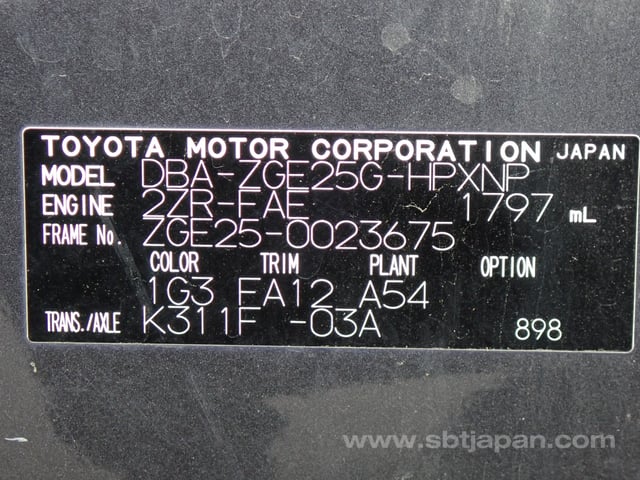 TOYOTA MOTOR CORPORATION JAPAN
MODEL DBA-ZGE25G-HPXNP
ENGINE 2ZR-FAE 1797 mL
FRAME No. ZGE25-0023675
COLOR TRIM PLANT OPTION
1G3 FA12 A54
TRANS./AXLE K311F -03A 898
www.sbtjapan.com